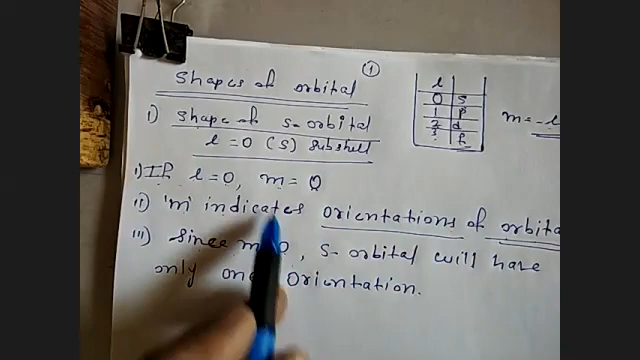 1
Shapes of orbital
i) Shape of s-orbital
l = 0 (s) subshell
l
0 s
1 p
2 d
3 f
m = -l
i) If l = 0, m = 0
ii) 'm' indicates orientations of orbita
iii) Since m 0, s-orbital will have
only one orientation.